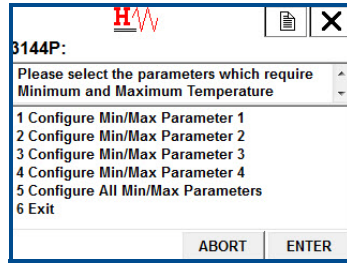 H
3144P:
Please select the parameters which require
Minimum and Maximum Temperature
1 Configure Min/Max Parameter 1
2 Configure Min/Max Parameter 2
3 Configure Min/Max Parameter 3
4 Configure Min/Max Parameter 4
5 Configure All Min/Max Parameters
6 Exit
ABORT ENTER